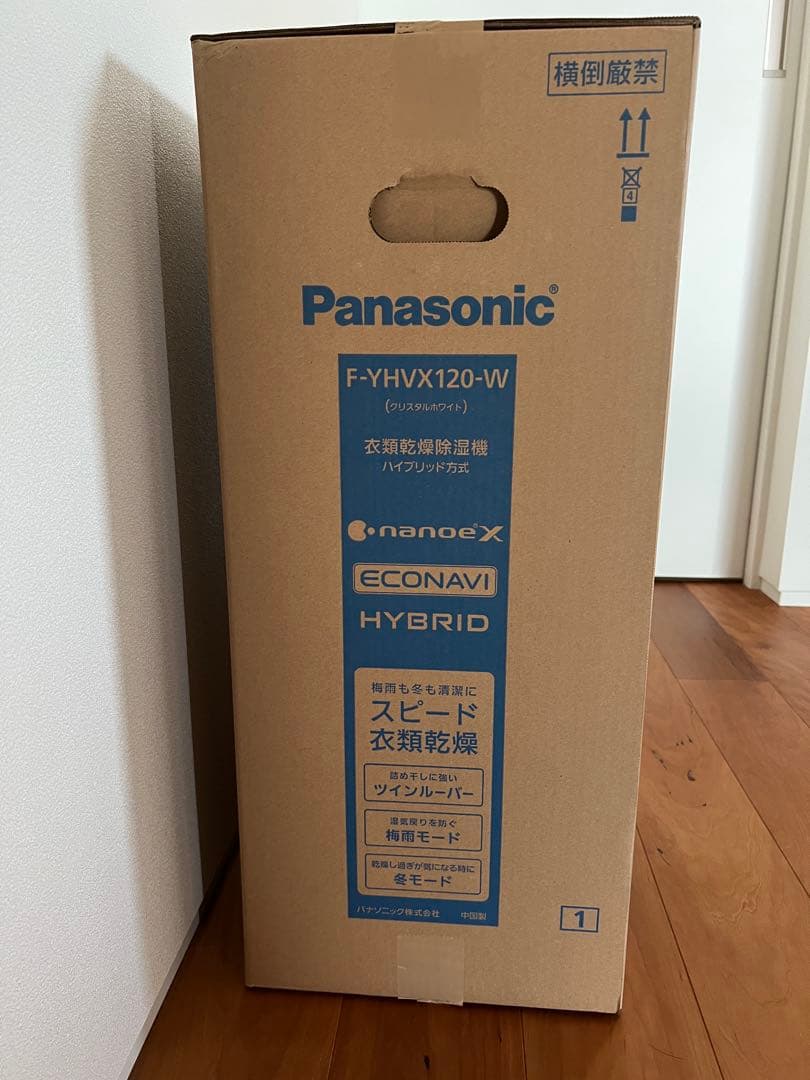 横倒厳禁
4
Panasonic®
F-YHVX120-W
(クリスタルホワイト)
衣類乾燥除湿機
ハイブリッド方式
nanoe®X
ECONAVI
HYBRID
梅雨も冬も清潔に
スピード
衣類乾燥
詰め干しに強い
ツインルーバー
湿気戻りを防ぐ
梅雨モード
乾燥し過ぎが気になる時に
冬モード
パナソニック株式会社 中国製
1